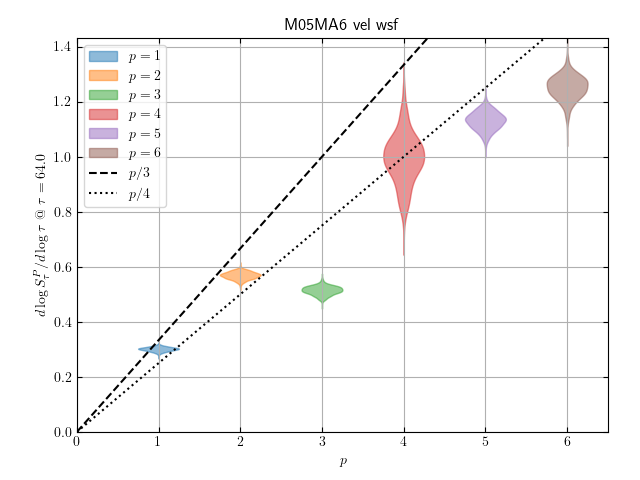 M05MA6 vel wsf
d log S_τ^P / d log τ @ τ = 64.0
1.4
1.2
1.0
0.8
0.6
0.4
0.2
0.0
p = 1
p = 2
p = 3
p = 4
p = 5
p = 6
p/3
p/4
0 1 2 3 4 5 6
p